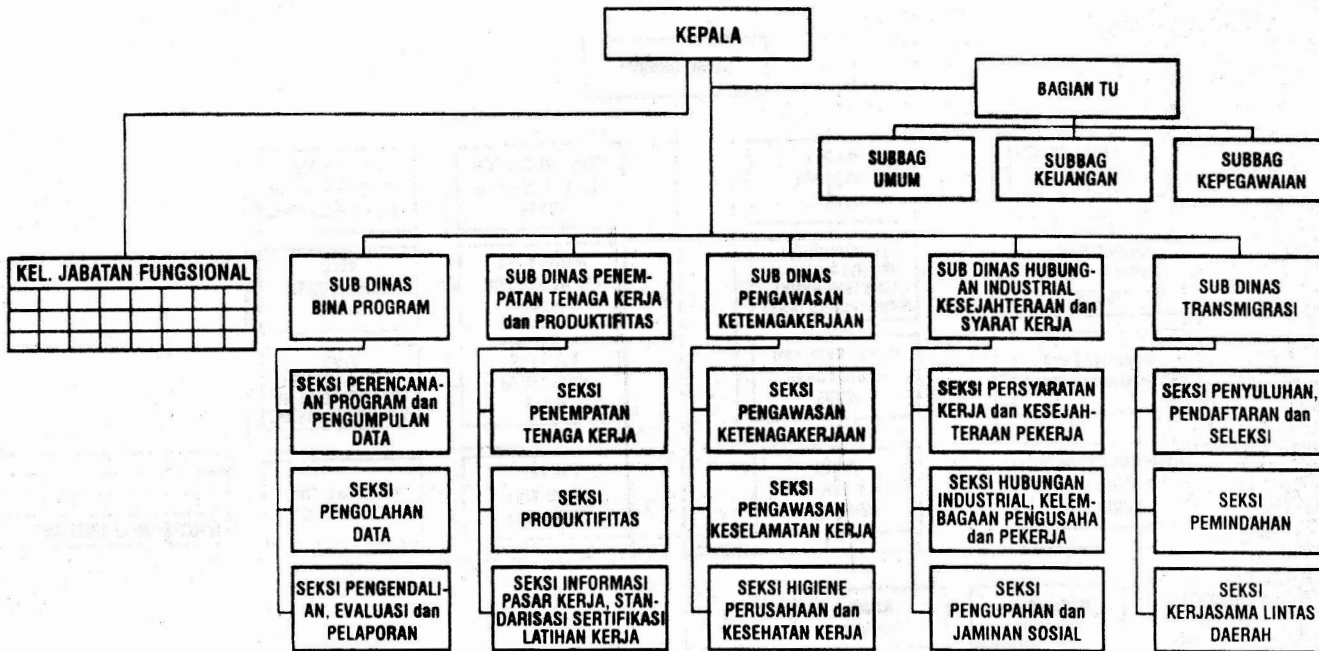 KEPALA
BAGIAN TU
SUBBAG
UMUM
SUBBAG
KEUANGAN
SUBBAG
KEPEGAWAIAN
KEL. JABATAN FUNGSIONAL
SUB DINAS
BINA PROGRAM
SUB DINAS PENEM-
PATAN TENAGA KERJA
dan PRODUKTIFITAS
SUB DINAS
PENGAWASAN
KETENAGAKERJAAN
SUB DINAS HUBUNG-
AN INDUSTRIAL
KESEJAHTERAAN dan
SYARAT KERJA
SUB DINAS
TRANSMIGRASI
SEKSI PERENCANA-
AN PROGRAM dan
PENGUMPULAN
DATA
SEKSI
PENEMPATAN
TENAGA KERJA
SEKSI
PENGAWASAN
KETENAGAKERJAAN
SEKSI PERSYARATAN
KERJA dan KESEJAH-
TERAAN PEKERJA
SEKSI PENYULUHAN,
PENDAFTARAN dan
SELEKSI
SEKSI
PENGOLAHAN
DATA
SEKSI
PRODUKTIFITAS
SEKSI
PENGAWASAN
KESELAMATAN KERJA
SEKSI HUBUNGAN
INDUSTRIAL, KELEM-
BAGAAN PENGUSAHA
dan PEKERJA
SEKSI
PEMINDAHAN
SEKSI PENGENDALI-
AN, EVALUASI dan
PELAPORAN
SEKSI INFORMASI
PASAR KERJA, STAN-
DARISASI SERTIFIKASI
LATIHAN KERJA
SEKSI HIGIENE
PERUSAHAAN dan
KESEHATAN KERJA
SEKSI
PENGUPAHAN dan
JAMINAN SOSIAL
SEKSI
KERJASAMA LINTAS
DAERAH